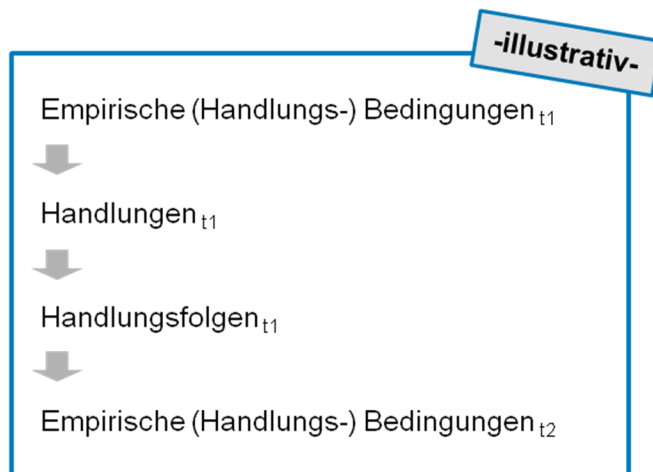 -illustrativ-
Empirische (Handlungs-) Bedingungen t1
Handlungen t1
Handlungsfolgen t1
Empirische (Handlungs-) Bedingungen t2